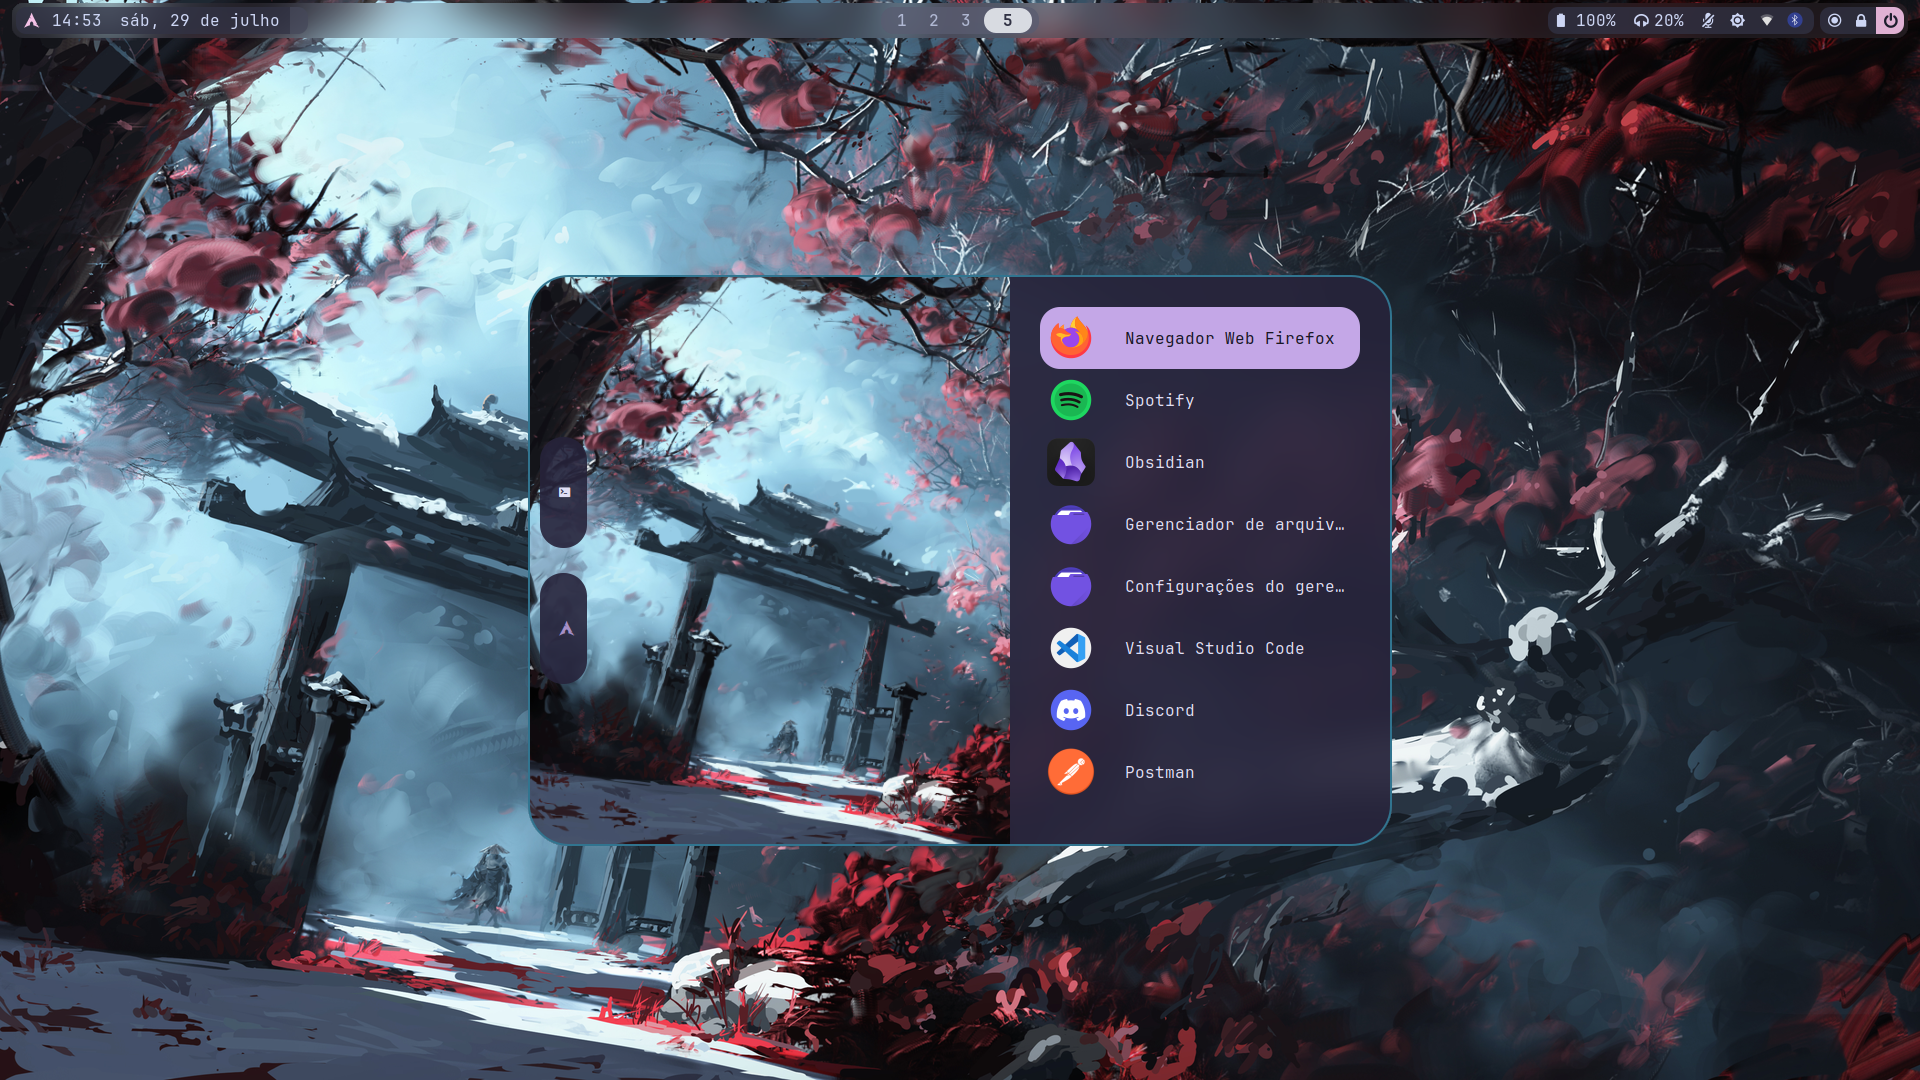 14:53 sáb, 29 de julho
1 2 3 5
100% 20%
Navegador Web Firefox
Spotify
Obsidian
Gerenciador de arquiv…
Configurações do gere…
Visual Studio Code
Discord
Postman